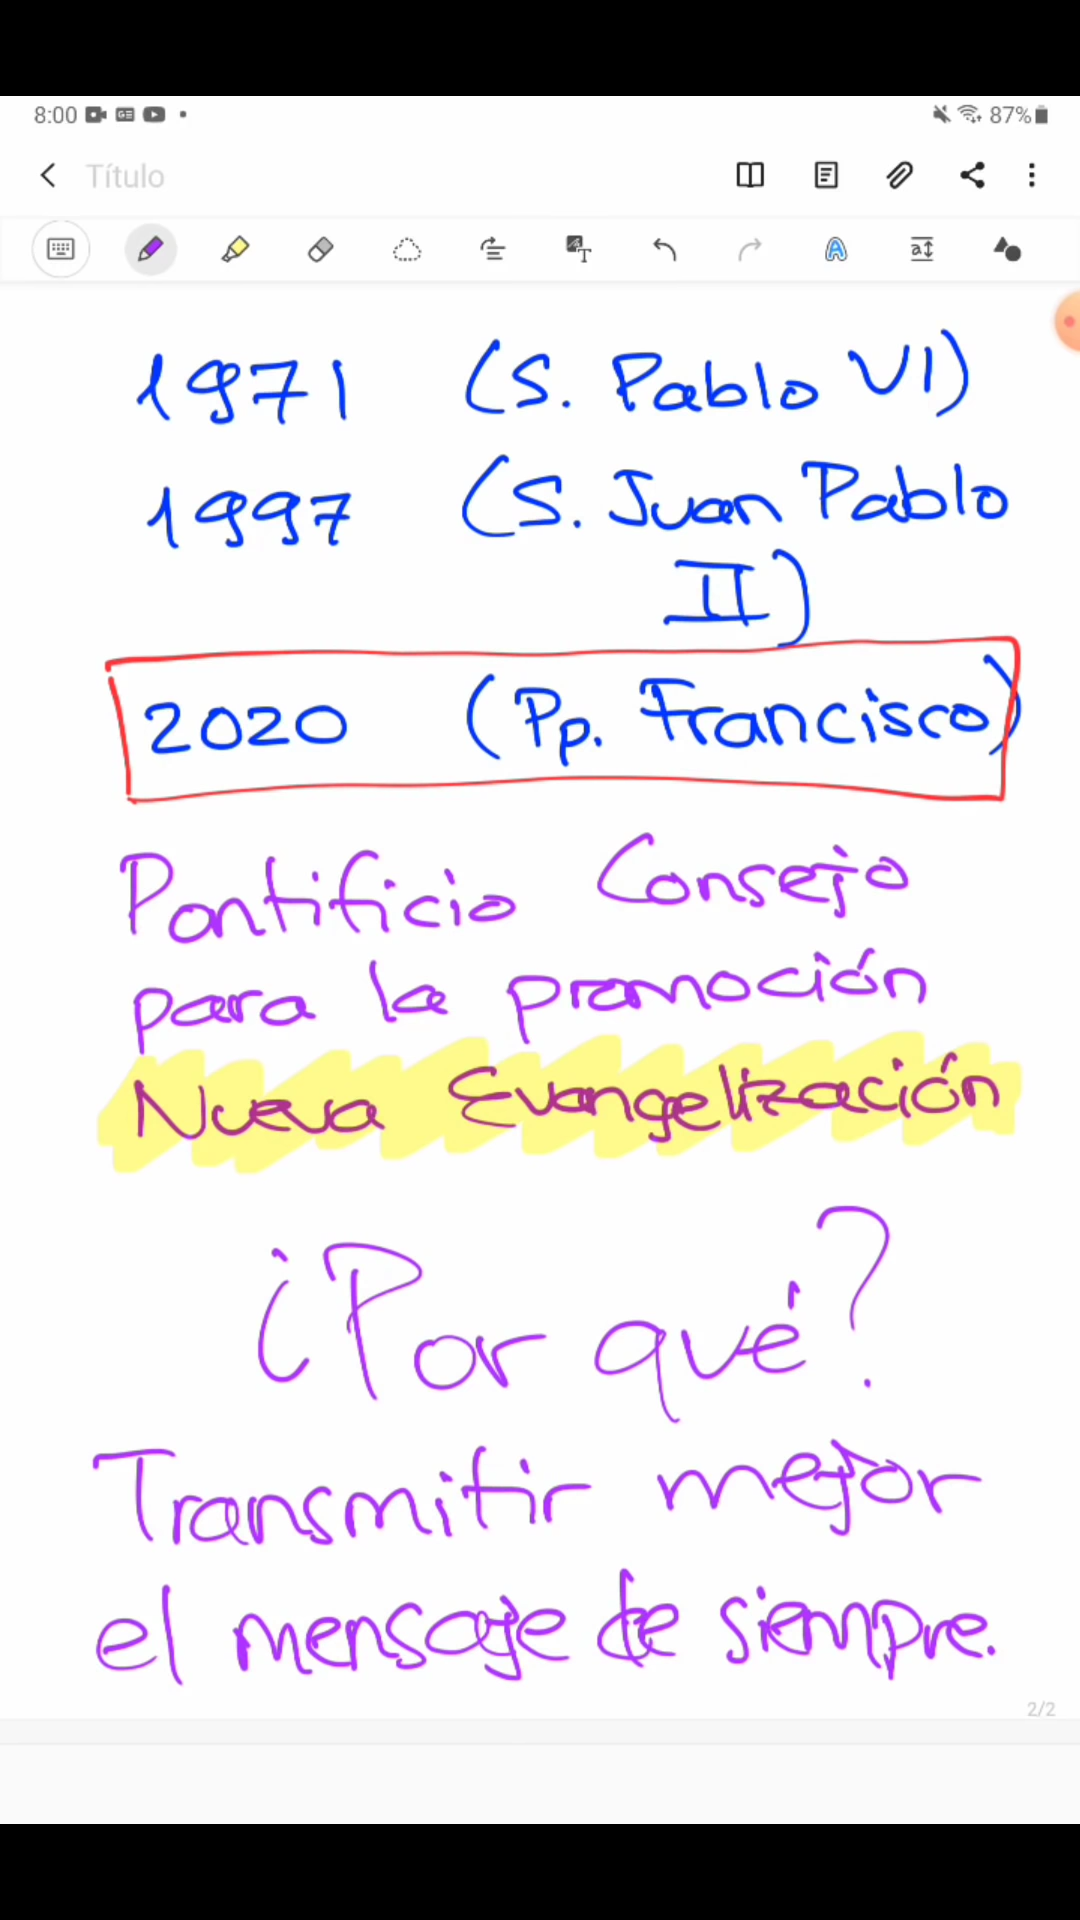 8:00 87%
Título
1971 (S. Pablo VI)
1997 (S. Juan Pablo
II)
2020 (Pp. Francisco)
Pontificio Consejo
para la promoción
Nueva Evangelización
¿Por qué?
Transmitir mejor
el mensaje de siempre.
2/2